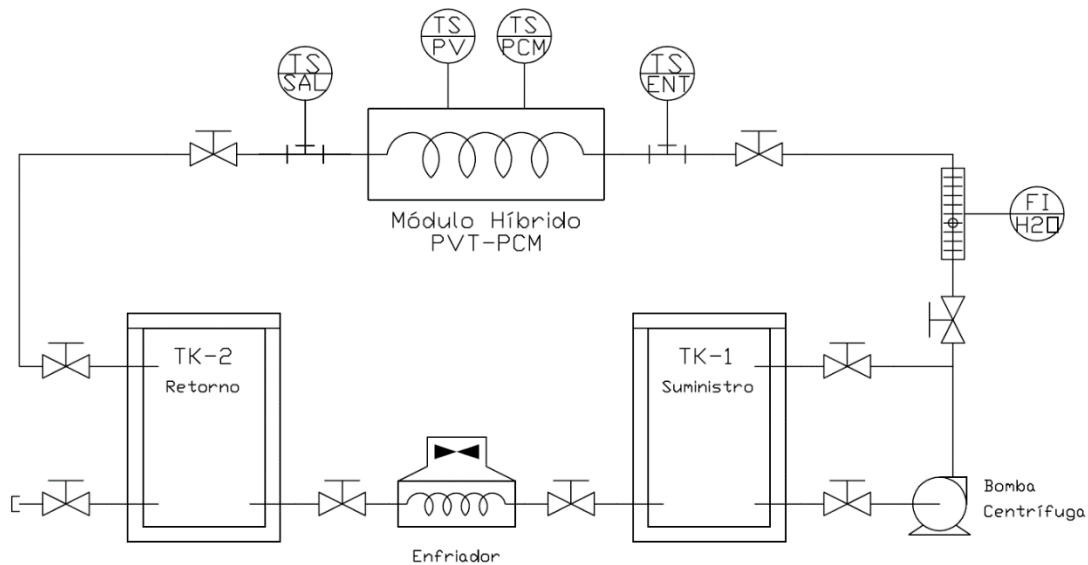 TS
PV
TS
PCM
TS
SAL
TS
ENT
Módulo Híbrido
PVT-PCM
FI
H2O
TK-2
Retorno
TK-1
Suministro
Bomba
Centrífuga
Enfriador